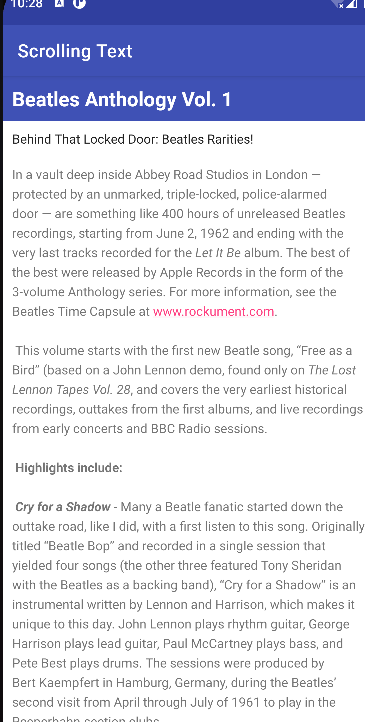 10:28
Scrolling Text
Beatles Anthology Vol. 1
Behind That Locked Door: Beatles Rarities!
In a vault deep inside Abbey Road Studios in London —
protected by an unmarked, triple-locked, police-alarmed
door — are something like 400 hours of unreleased Beatles
recordings, starting from June 2, 1962 and ending with the
very last tracks recorded for the Let It Be album. The best of
the best were released by Apple Records in the form of the
3-volume Anthology series. For more information, see the
Beatles Time Capsule at www.rockument.com.
This volume starts with the first new Beatle song, “Free as a
Bird” (based on a John Lennon demo, found only on The Lost
Lennon Tapes Vol. 28, and covers the very earliest historical
recordings, outtakes from the first albums, and live recordings
from early concerts and BBC Radio sessions.
Highlights include:
Cry for a Shadow - Many a Beatle fanatic started down the
outtake road, like I did, with a first listen to this song. Originally
titled “Beatle Bop” and recorded in a single session that
yielded four songs (the other three featured Tony Sheridan
with the Beatles as a backing band), “Cry for a Shadow” is an
instrumental written by Lennon and Harrison, which makes it
unique to this day. John Lennon plays rhythm guitar, George
Harrison plays lead guitar, Paul McCartney plays bass, and
Pete Best plays drums. The sessions were produced by
Bert Kaempfert in Hamburg, Germany, during the Beatles’
second visit from April through July of 1961 to play in the
Reeperbahn-section clubs.